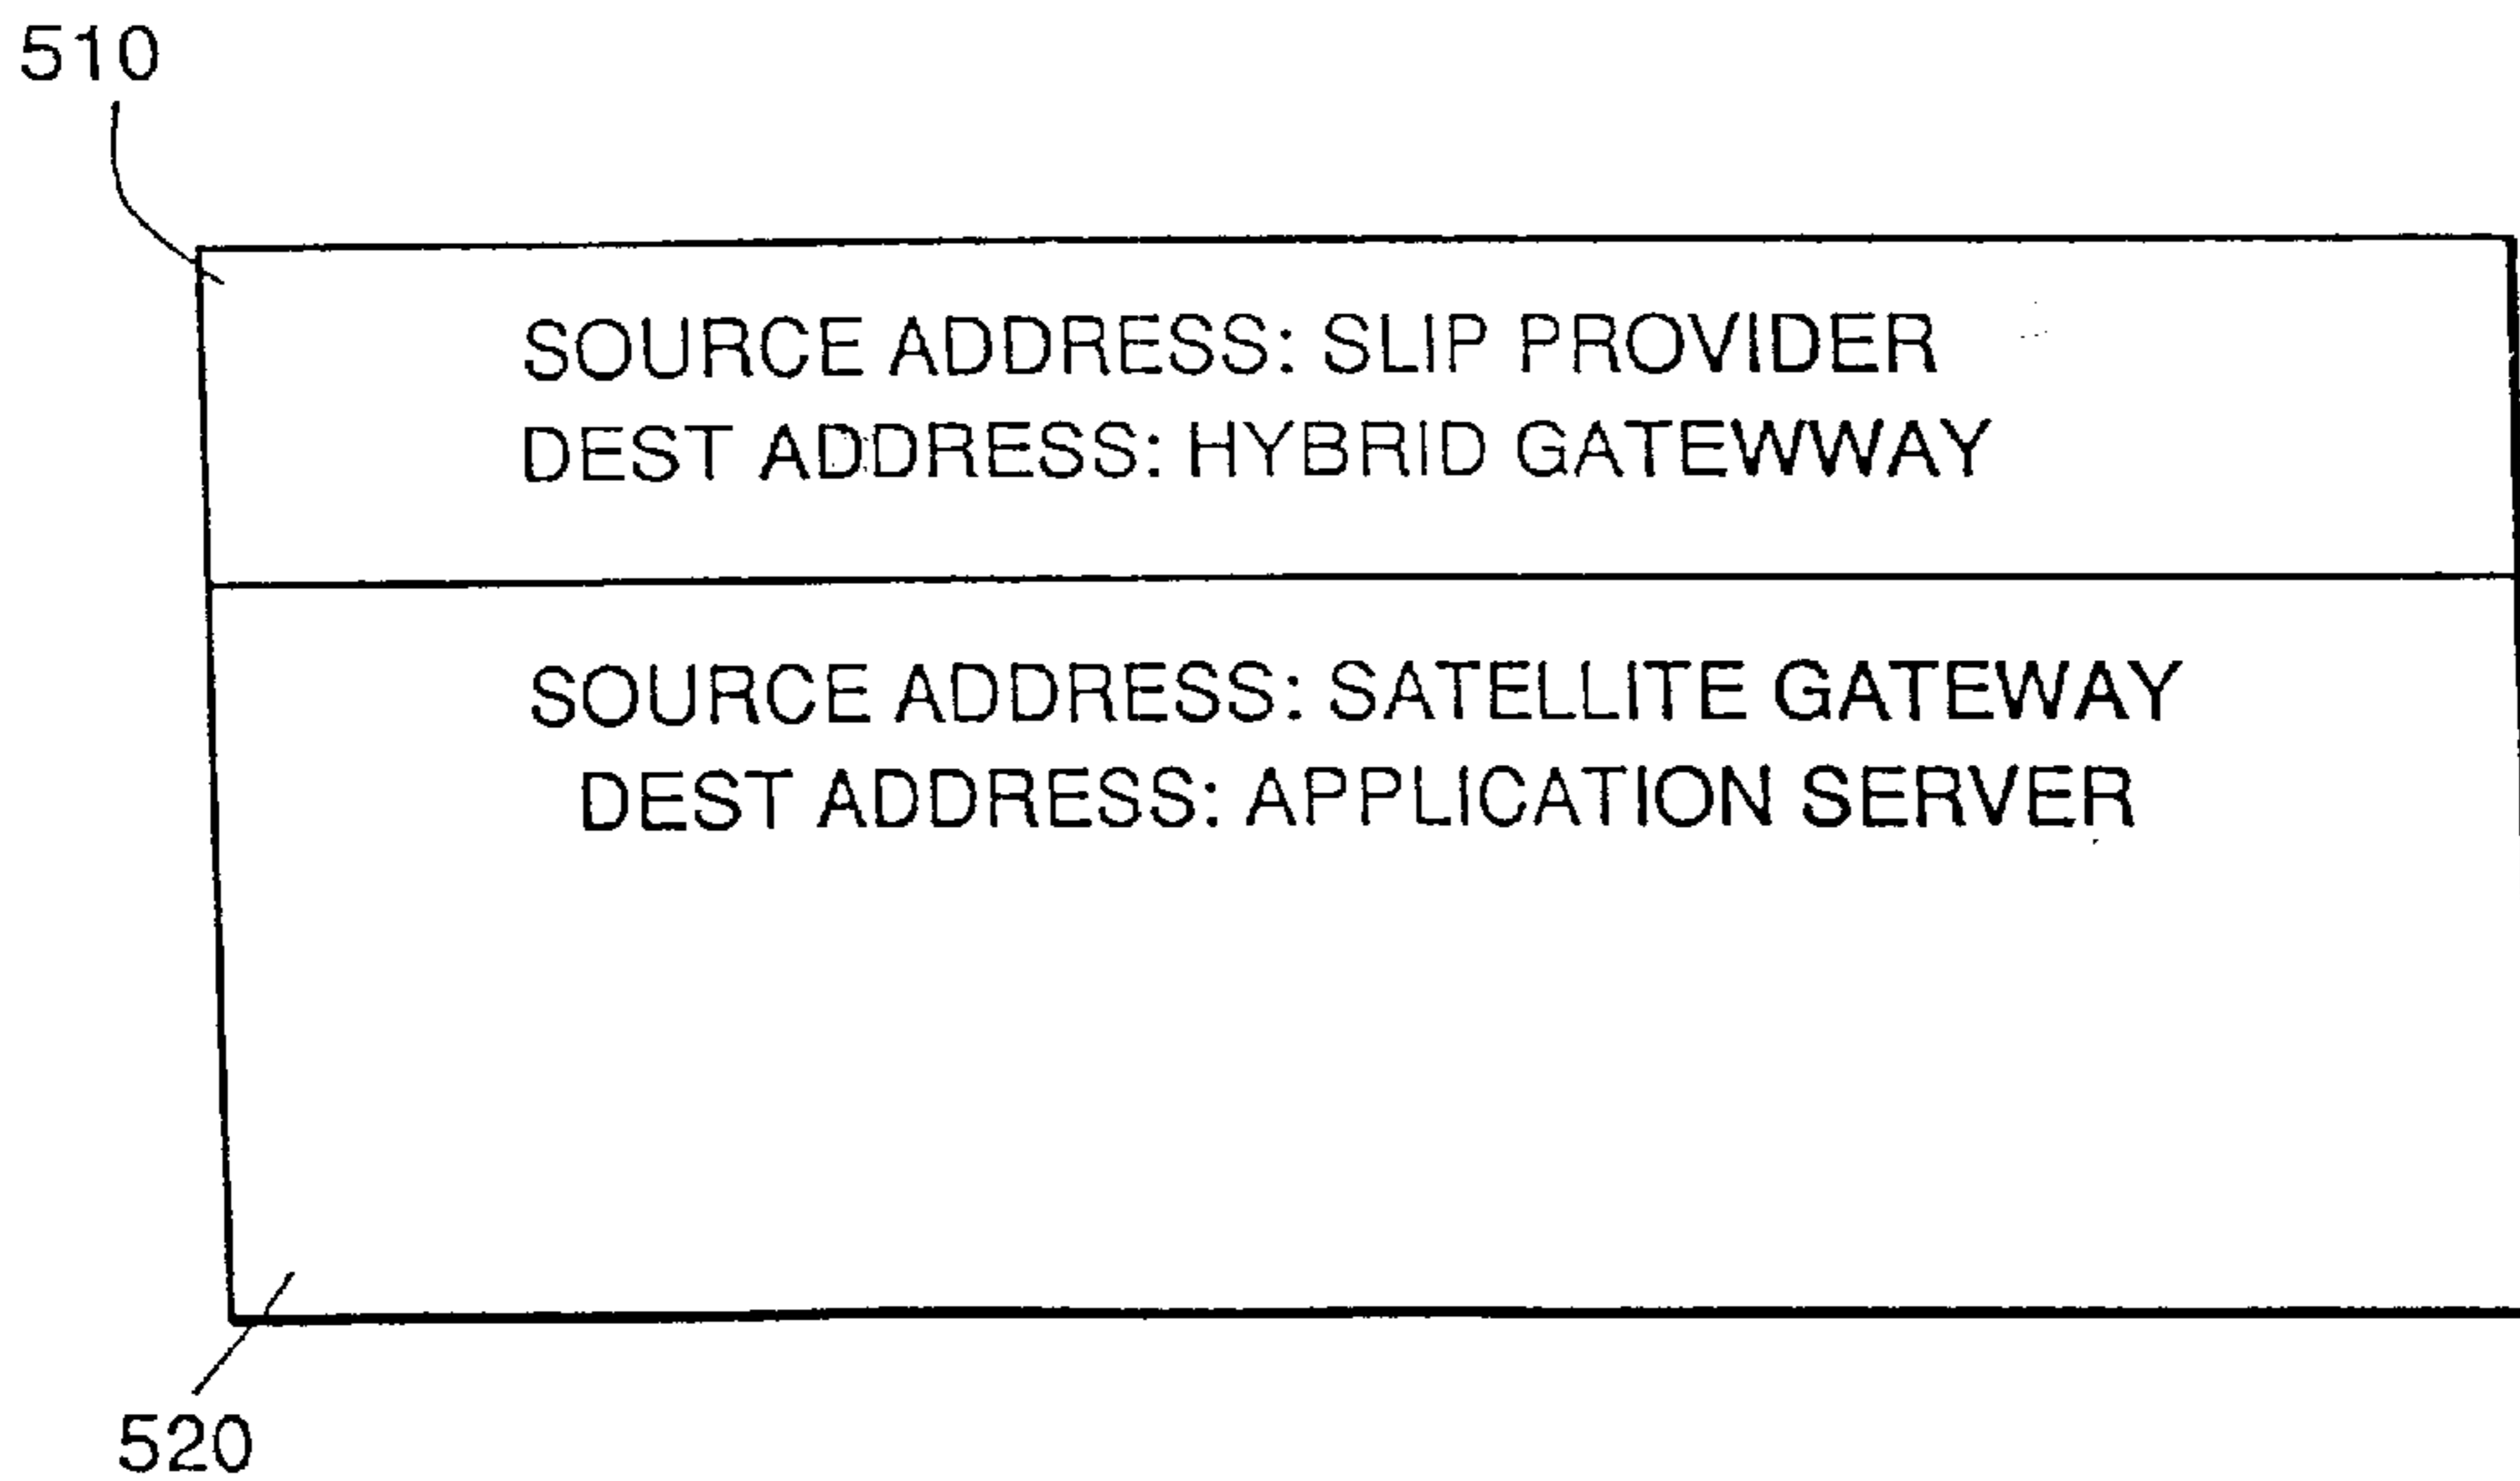 510
SOURCE ADDRESS: SLIP PROVIDER
DEST ADDRESS: HYBRID GATEWWAY
SOURCE ADDRESS: SATELLITE GATEWAY
DEST ADDRESS: APPLICATION SERVER
520